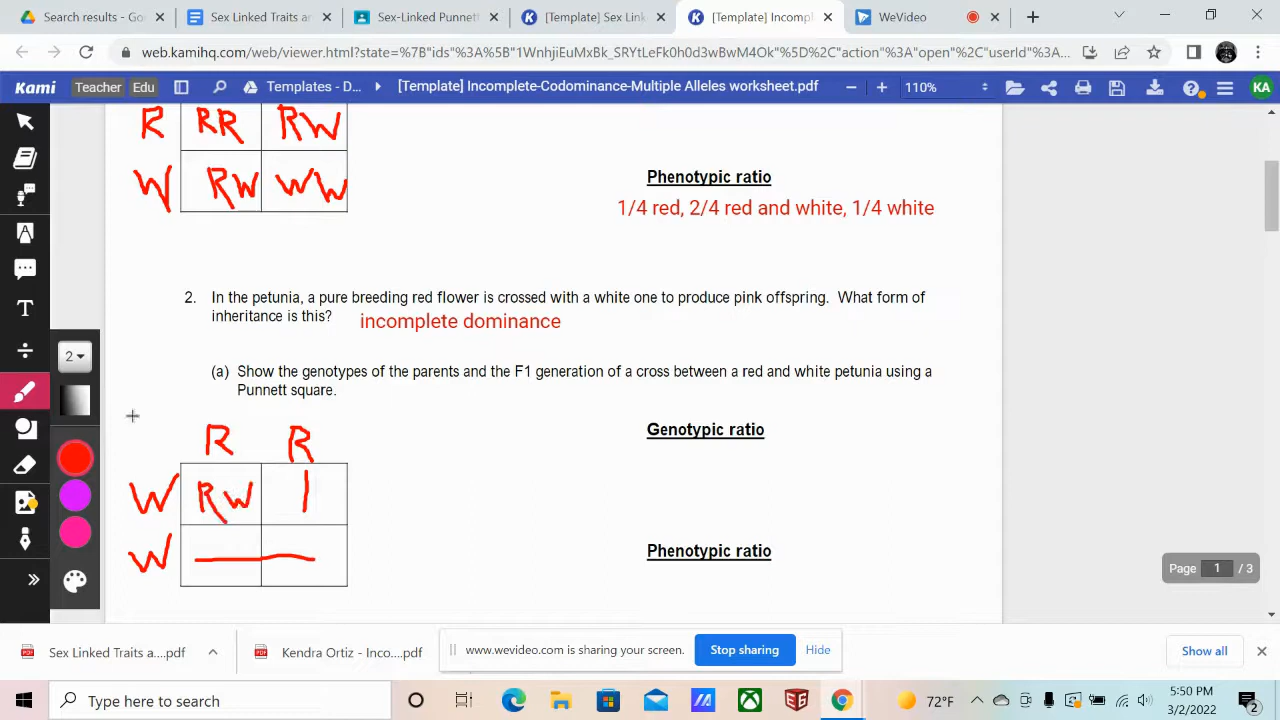 Google Drive... My Go
Sex Linked Traits a
Sex-Linked Punnett
[Template] Sex Link
[Template] Incompl
WeVideo
web.kamihq.com/web/viewer.html?state=%7B"ids"%3A%5B"1WnhjiEuMxBk_SRYtLeFk0h0d3wBwM4Ok"%5D%2C"action"%3A"open"%2C"userId"%3A...
Kami Teacher Edu Templates - D... [Template] Incomplete-Codominance-Multiple Alleles worksheet.pdf 110% KA
R RR RW
W RW WW
Phenotypic ratio
1/4 red, 2/4 red and white, 1/4 white
2. In the petunia, a pure breeding red flower is crossed with a white one to produce pink offspring. What form of
inheritance is this? incomplete dominance
(a) Show the genotypes of the parents and the F1 generation of a cross between a red and white petunia using a
Punnett square.
Genotypic ratio
R R
W RW
W
Phenotypic ratio
2
Page 1 / 3
Sex Linked Traits a....pdf
Kendra Ortiz - Inco....pdf
www.wevideo.com is sharing your screen. Stop sharing Hide
Show all
Type here to search
72°F
5:50 PM
3/2/2022
2